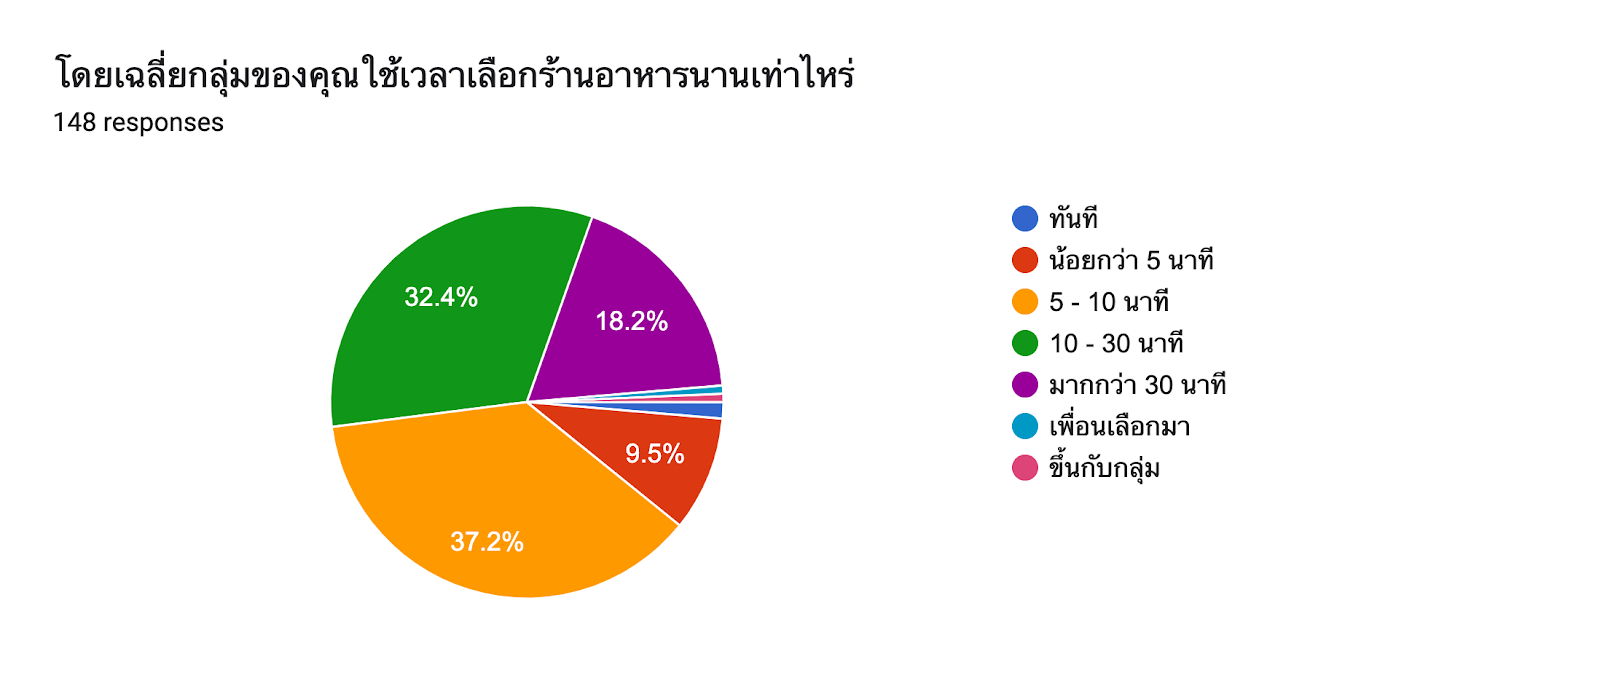 โดยเฉลี่ยกลุ่มของคุณใช้เวลาเลือกร้านอาหารนานเท่าไหร่
148 responses
32.4%
18.2%
9.5%
37.2%
ทันที
น้อยกว่า 5 นาที
5 - 10 นาที
10 - 30 นาที
มากกว่า 30 นาที
เพื่อนเลือกมา
ขึ้นกับกลุ่ม